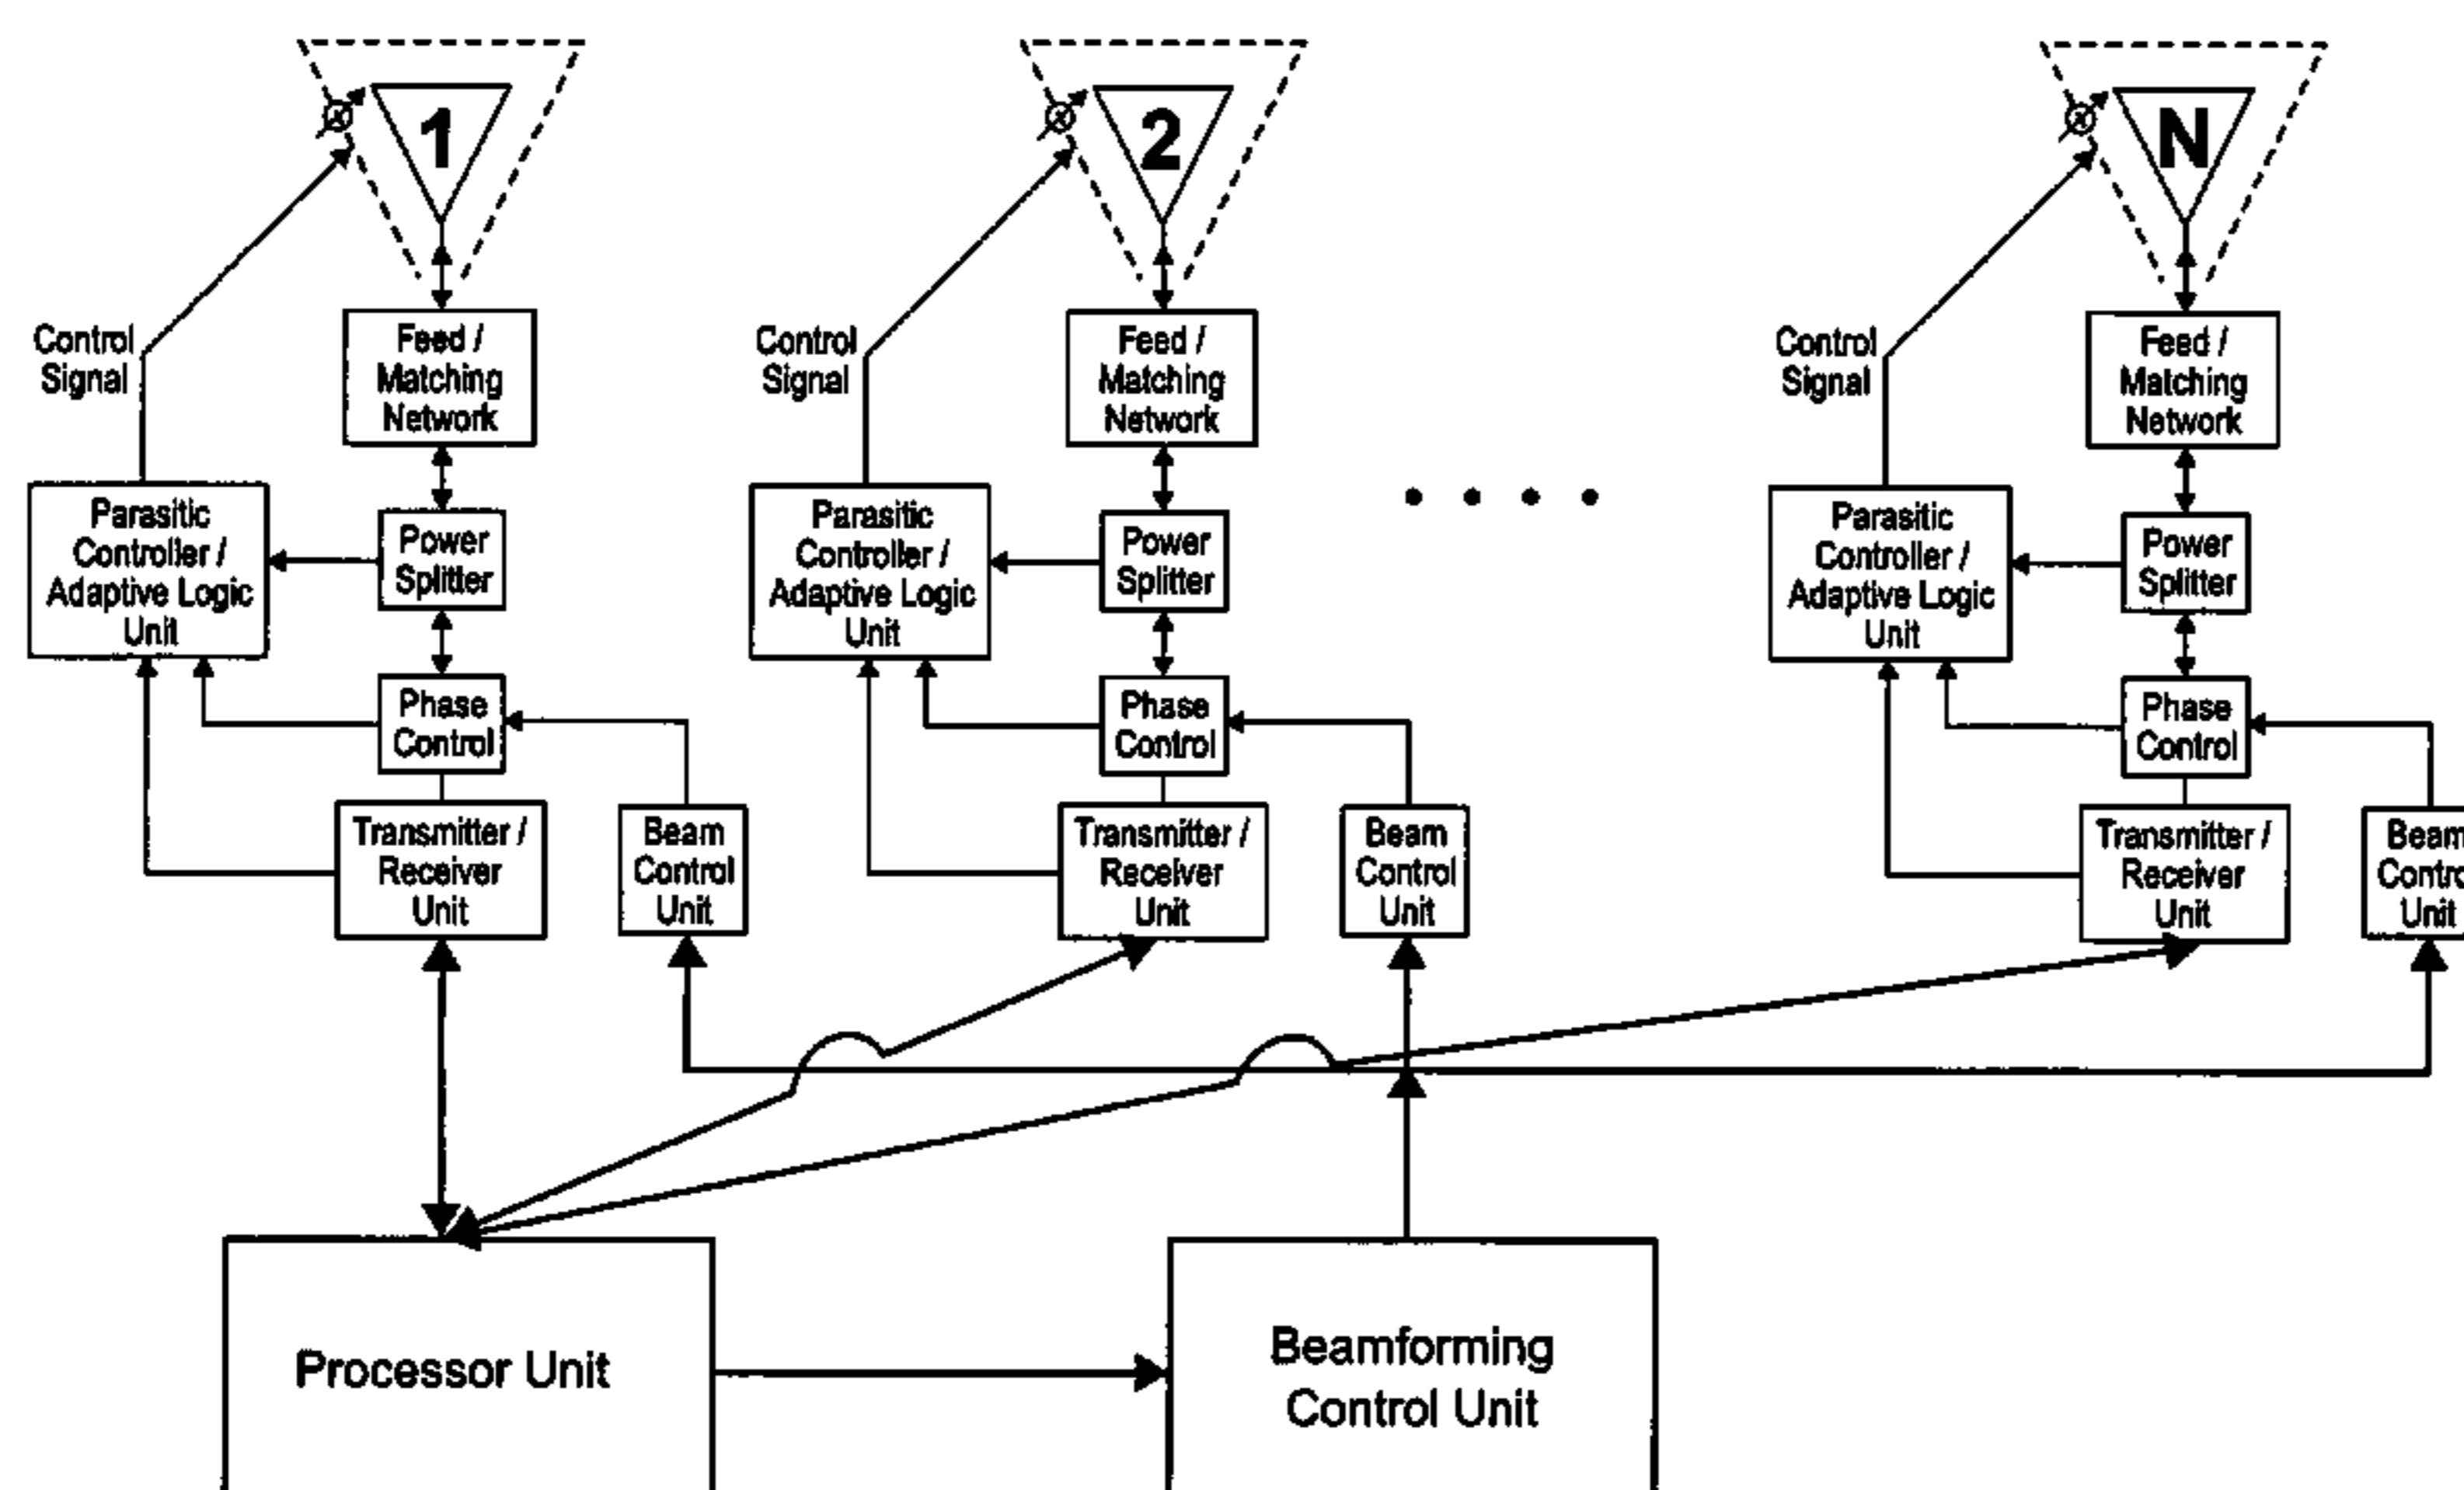 1
2
N
Control
Signal
Feed /
Matching
Network
Control
Signal
Feed /
Matching
Network
Control
Signal
Feed /
Matching
Network
Parasitic
Controller /
Adaptive Logic
Unit
Power
Splitter
Parasitic
Controller /
Adaptive Logic
Unit
Power
Splitter
Parasitic
Controller /
Adaptive Logic
Unit
Power
Splitter
Phase
Control
Phase
Control
Phase
Control
Transmitter /
Receiver
Unit
Beam
Control
Unit
Transmitter /
Receiver
Unit
Beam
Control
Unit
Transmitter /
Receiver
Unit
Beam
Contro
Unit
Processor Unit
Beamforming
Control Unit